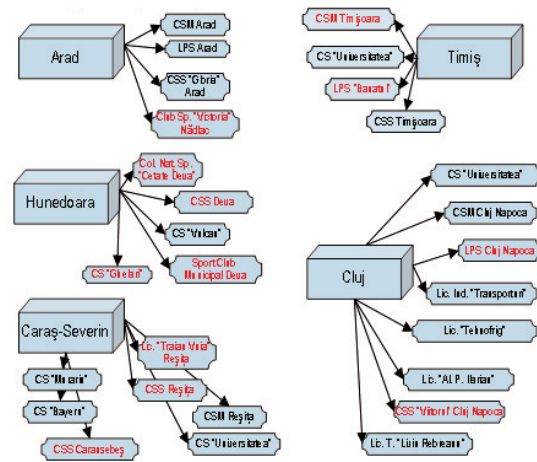 Arad
CSM Arad
LPS Arad
CSS "Gloria"
Arad
Club Sp. "Victoria"
Nădlac
Timiş
CSM Timişoara
CS "Universitatea"
LPS "Banatul"
CSS Timişoara
Hunedoara
Col. Nat. Sp.
"Cetate Deva"
CSS Deva
CS "Vulcan"
Sport Club
Municipal Deva
CS "Ghelari"
Cluj
CS "Universitatea"
CSM Cluj Napoca
LPS Cluj Napoca
Lic. Ind. "Transporturi"
Lic. "Tehnofrig"
Lic. "Al. P. Ilarian"
CSS "Viitorul" Cluj Napoca
Lic. T. "Liviu Rebreanu"
Caraş-Severin
Lic. "Traian Vuia"
Reşiţa
CSS Reşiţa
CSM Reşiţa
CS "Universitatea"
CS "Muncin"
CS "Bayern"
CSS Caransebeş